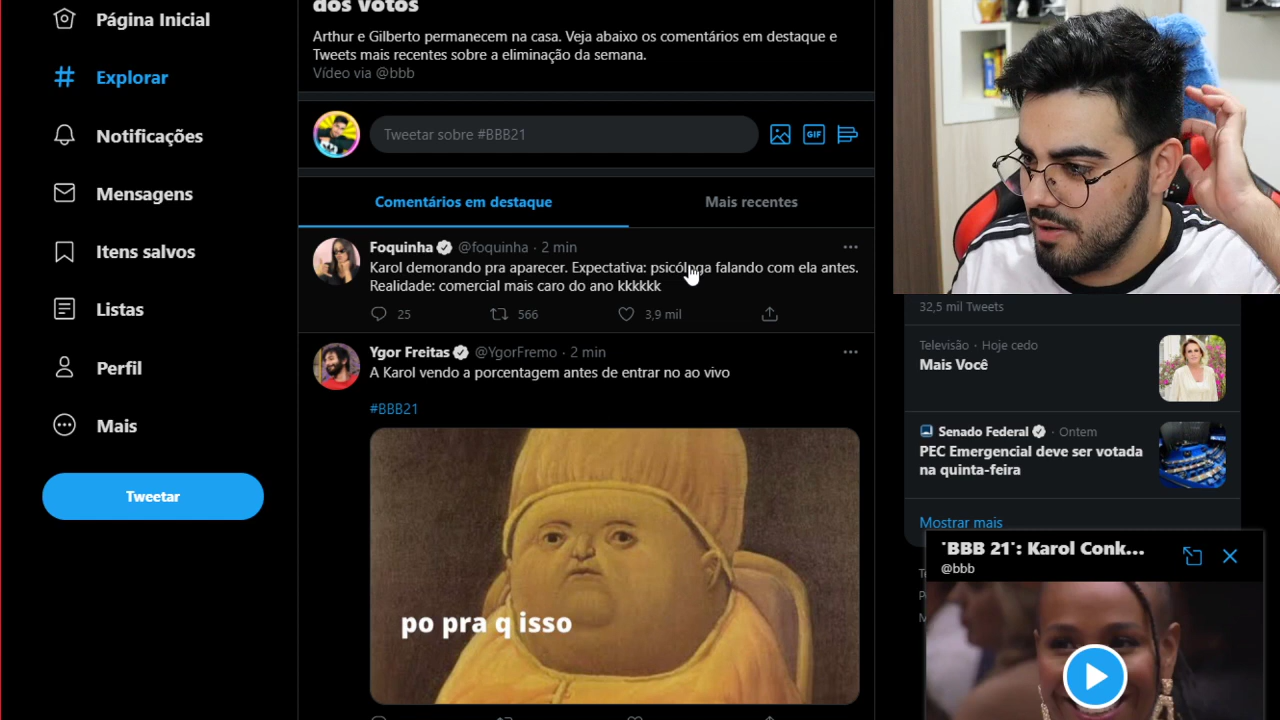 Página Inicial
Explorar
Notificações
Mensagens
Itens salvos
Listas
Perfil
Mais
Tweetar
dos votos
Arthur e Gilberto permanecem na casa. Veja abaixo os comentários em destaque e
Tweets mais recentes sobre a eliminação da semana.
Vídeo via @bbb
Tweetar sobre #BBB21
GIF
Comentários em destaque
Mais recentes
Foquinha @foquinha · 2 min
Karol demorando pra aparecer. Expectativa: psicóloga falando com ela antes.
Realidade: comercial mais caro do ano kkkkkk
25
566
3,9 mil
Ygor Freitas @YgorFremo · 2 min
A Karol vendo a porcentagem antes de entrar no ao vivo
#BBB21
po pra q isso
32,5 mil Tweets
Televisão · Hoje cedo
Mais Você
Senado Federal · Ontem
PEC Emergencial deve ser votada
na quinta-feira
Mostrar mais
'BBB 21': Karol Conk...
@bbb